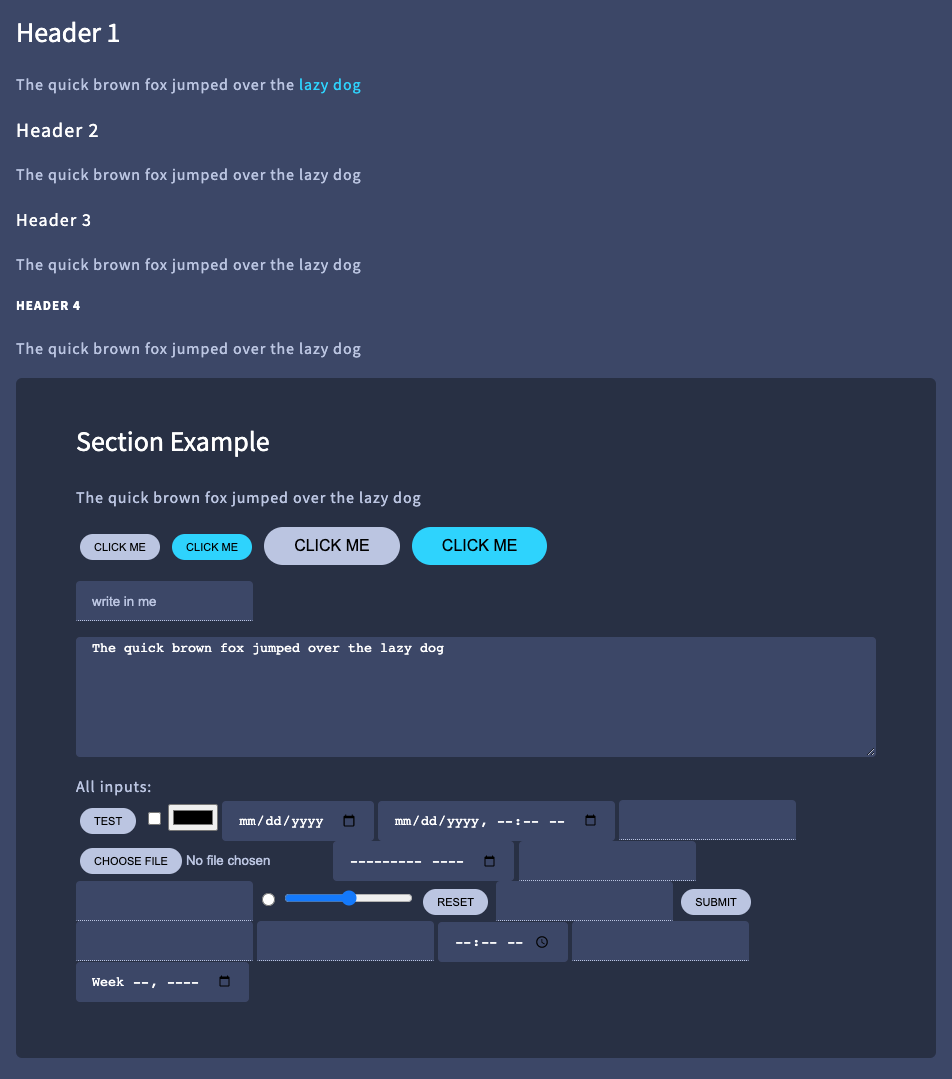 Header 1
The quick brown fox jumped over the lazy dog
Header 2
The quick brown fox jumped over the lazy dog
Header 3
The quick brown fox jumped over the lazy dog
HEADER 4
The quick brown fox jumped over the lazy dog
Section Example
The quick brown fox jumped over the lazy dog
CLICK ME CLICK ME CLICK ME CLICK ME
write in me
The quick brown fox jumped over the lazy dog
All inputs:
TEST mm/dd/yyyy mm/dd/yyyy, --:-- --
CHOOSE FILE No file chosen --------- ----
RESET SUBMIT
--:-- --
Week --, ----